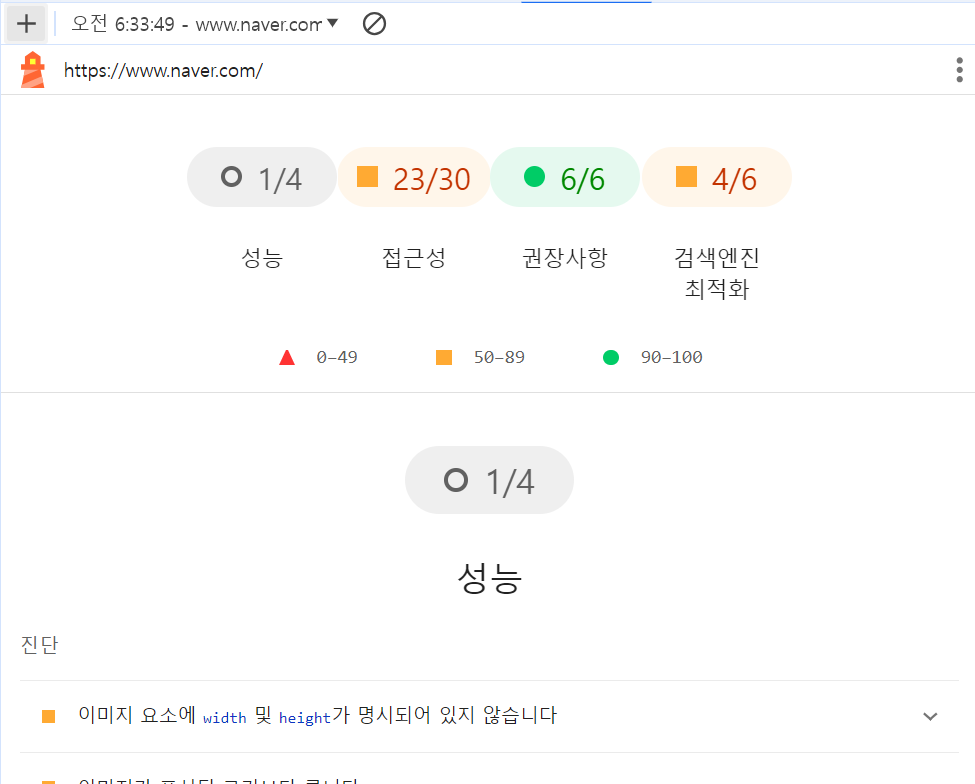 오전 6:33:49 - www.naver.com
https://www.naver.com/
1/4 23/30 6/6 4/6
성능 접근성 권장사항 검색엔진
최적화
0–49 50–89 90–100
1/4
성능
진단
이미지 요소에 width 및 height가 명시되어 있지 않습니다